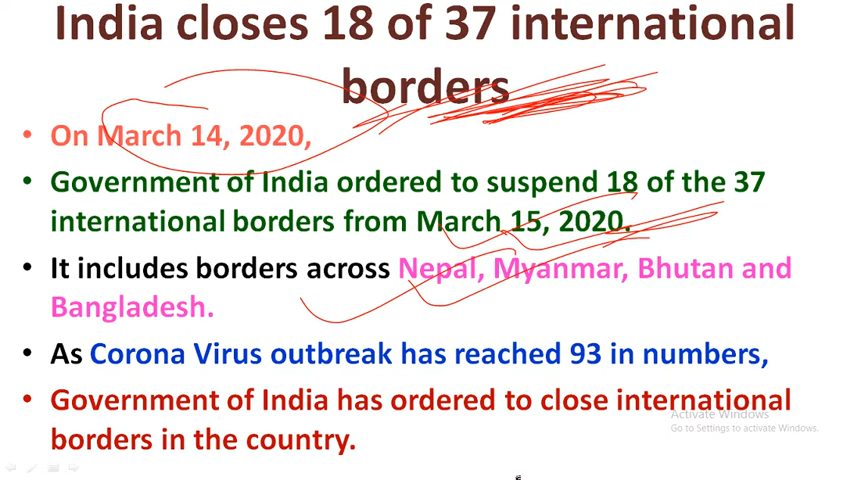 India closes 18 of 37 international
borders
• On March 14, 2020,
• Government of India ordered to suspend 18 of the 37
international borders from March 15, 2020.
• It includes borders across Nepal, Myanmar, Bhutan and
Bangladesh.
• As Corona Virus outbreak has reached 93 in numbers,
• Government of India has ordered to close international
borders in the country.
Activate Windows
Go to Settings to activate Windows.